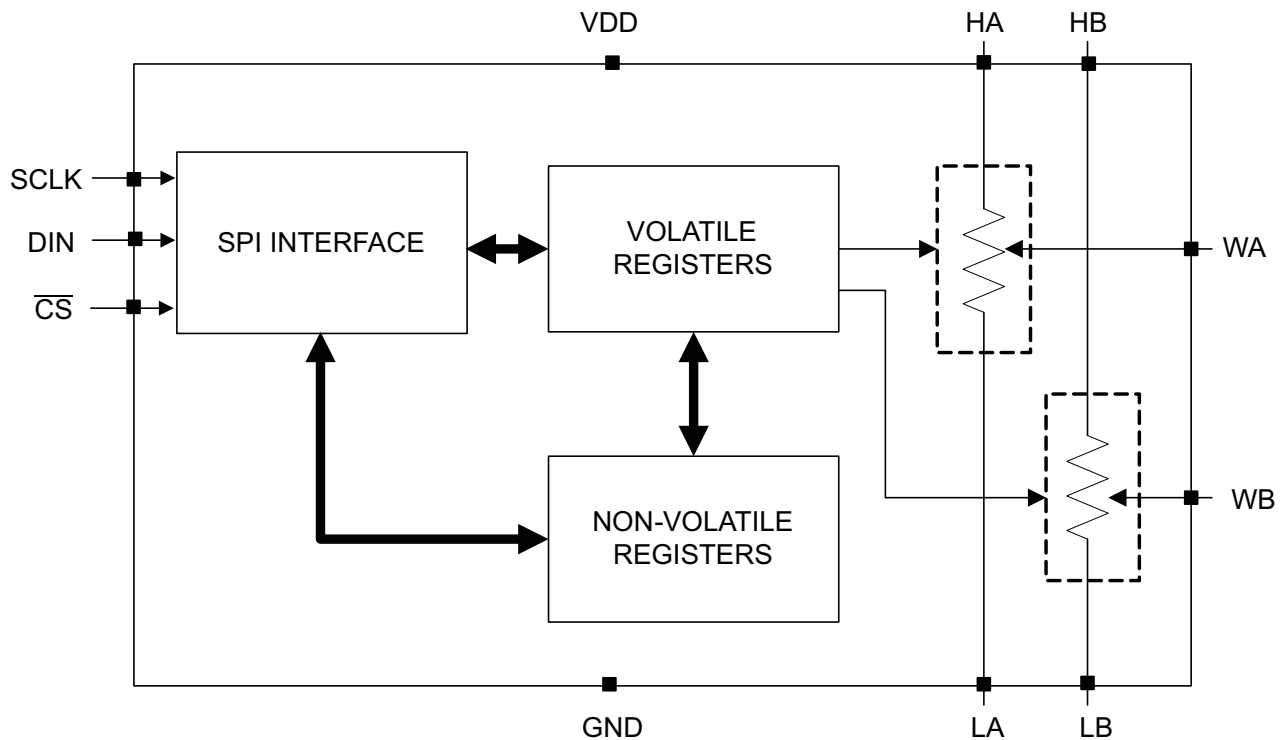 VDD
HA
HB
SCLK
DIN
CS
SPI INTERFACE
VOLATILE
REGISTERS
WA
WB
NON-VOLATILE
REGISTERS
GND
LA
LB